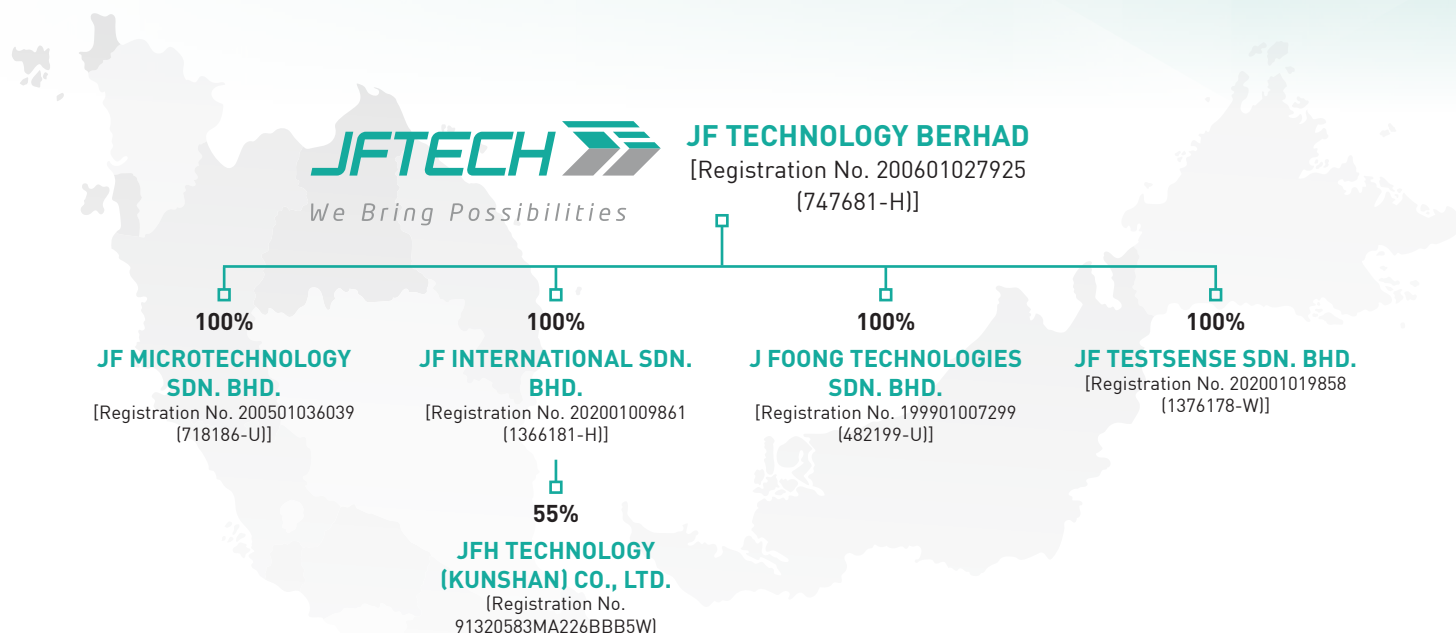 JFTECH
We Bring Possibilities
JF TECHNOLOGY BERHAD
[Registration No. 200601027925
(747681-H)]
100%
JF MICROTECHNOLOGY
SDN. BHD.
[Registration No. 200501036039
(718186-U)]
100%
JF INTERNATIONAL SDN.
BHD.
[Registration No. 202001009861
(1366181-H)]
100%
J FOONG TECHNOLOGIES
SDN. BHD.
[Registration No. 199901007299
(482199-U)]
100%
JF TESTSENSE SDN. BHD.
[Registration No. 202001019858
(1376178-W)]
55%
JFH TECHNOLOGY
(KUNSHAN) CO., LTD.
(Registration No.
91320583MA226BBB5W)